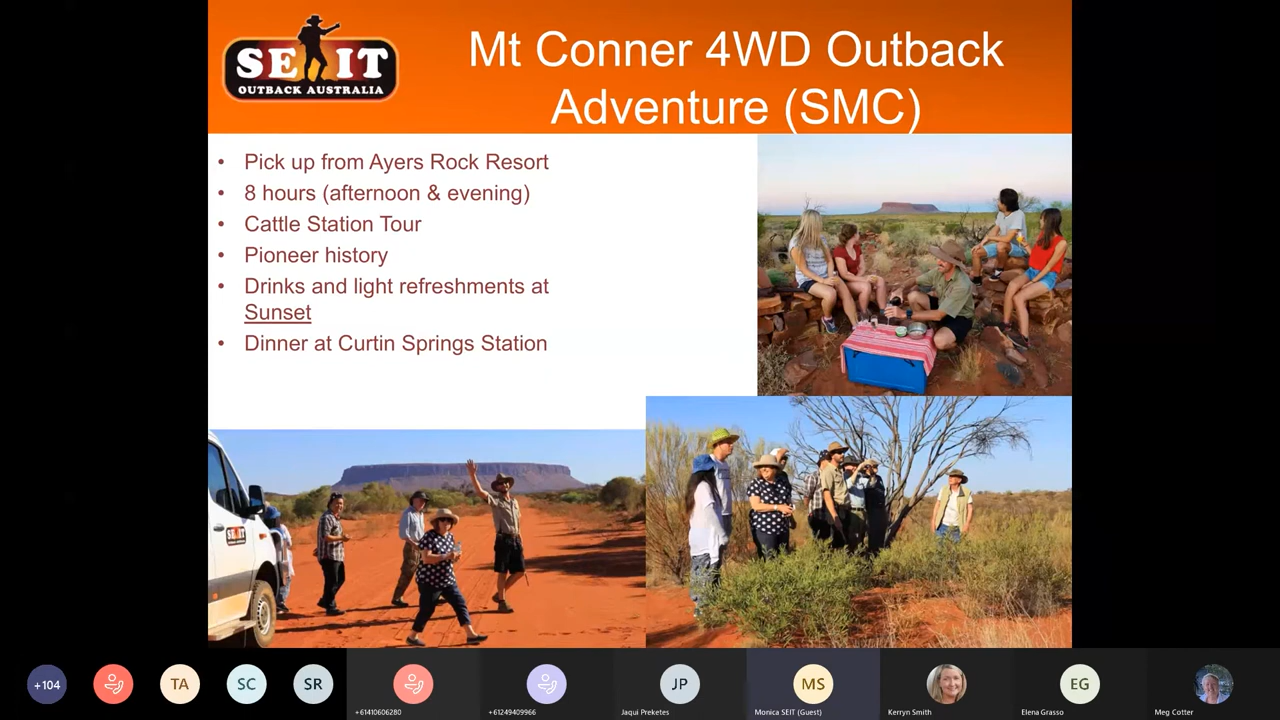 SEIT
OUTBACK AUSTRALIA
Mt Conner 4WD Outback
Adventure (SMC)
• Pick up from Ayers Rock Resort
• 8 hours (afternoon & evening)
• Cattle Station Tour
• Pioneer history
• Drinks and light refreshments at
Sunset
• Dinner at Curtin Springs Station
SEIT
+104
TA
SC
SR
+61410606280
+61249409966
JP
Jaqui Preketes
MS
Monica SEIT (Guest)
Kerryn Smith
EG
Elena Grasso
Meg Cotter